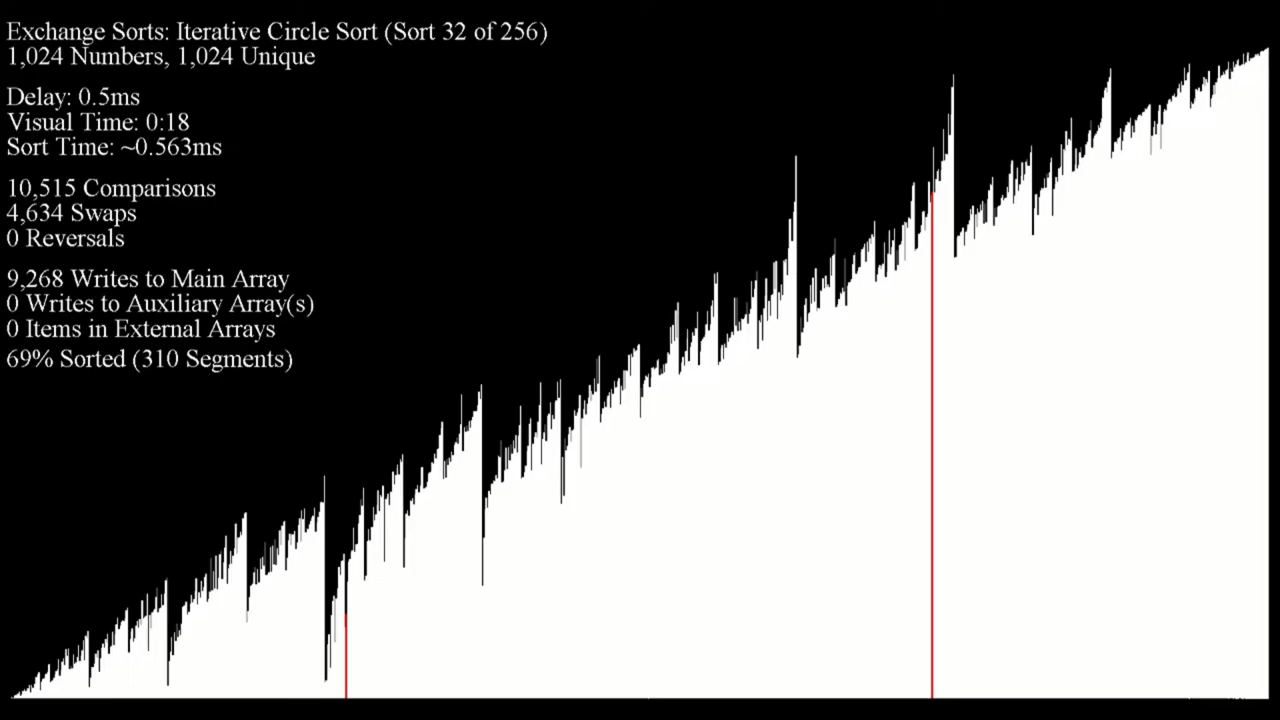 Exchange Sorts: Iterative Circle Sort (Sort 32 of 256)
1,024 Numbers, 1,024 Unique
Delay: 0.5ms
Visual Time: 0:18
Sort Time: ~0.563ms
10,515 Comparisons
4,634 Swaps
0 Reversals
9,268 Writes to Main Array
0 Writes to Auxiliary Array(s)
0 Items in External Arrays
69% Sorted (310 Segments)